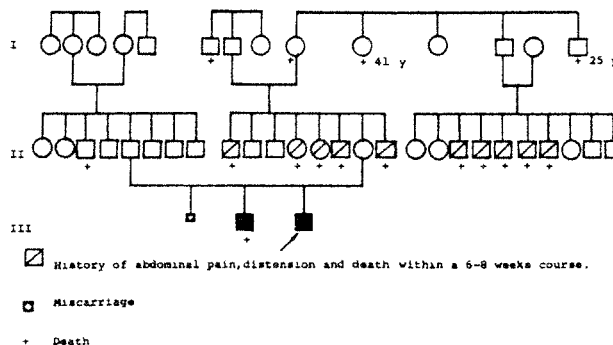 I
+ + + 41 y + 25 y
II
+ + + + + + + + + + +
III
+
History of abdominal pain, distension and death within a 6-8 weeks course.
Miscarriage
+ Death